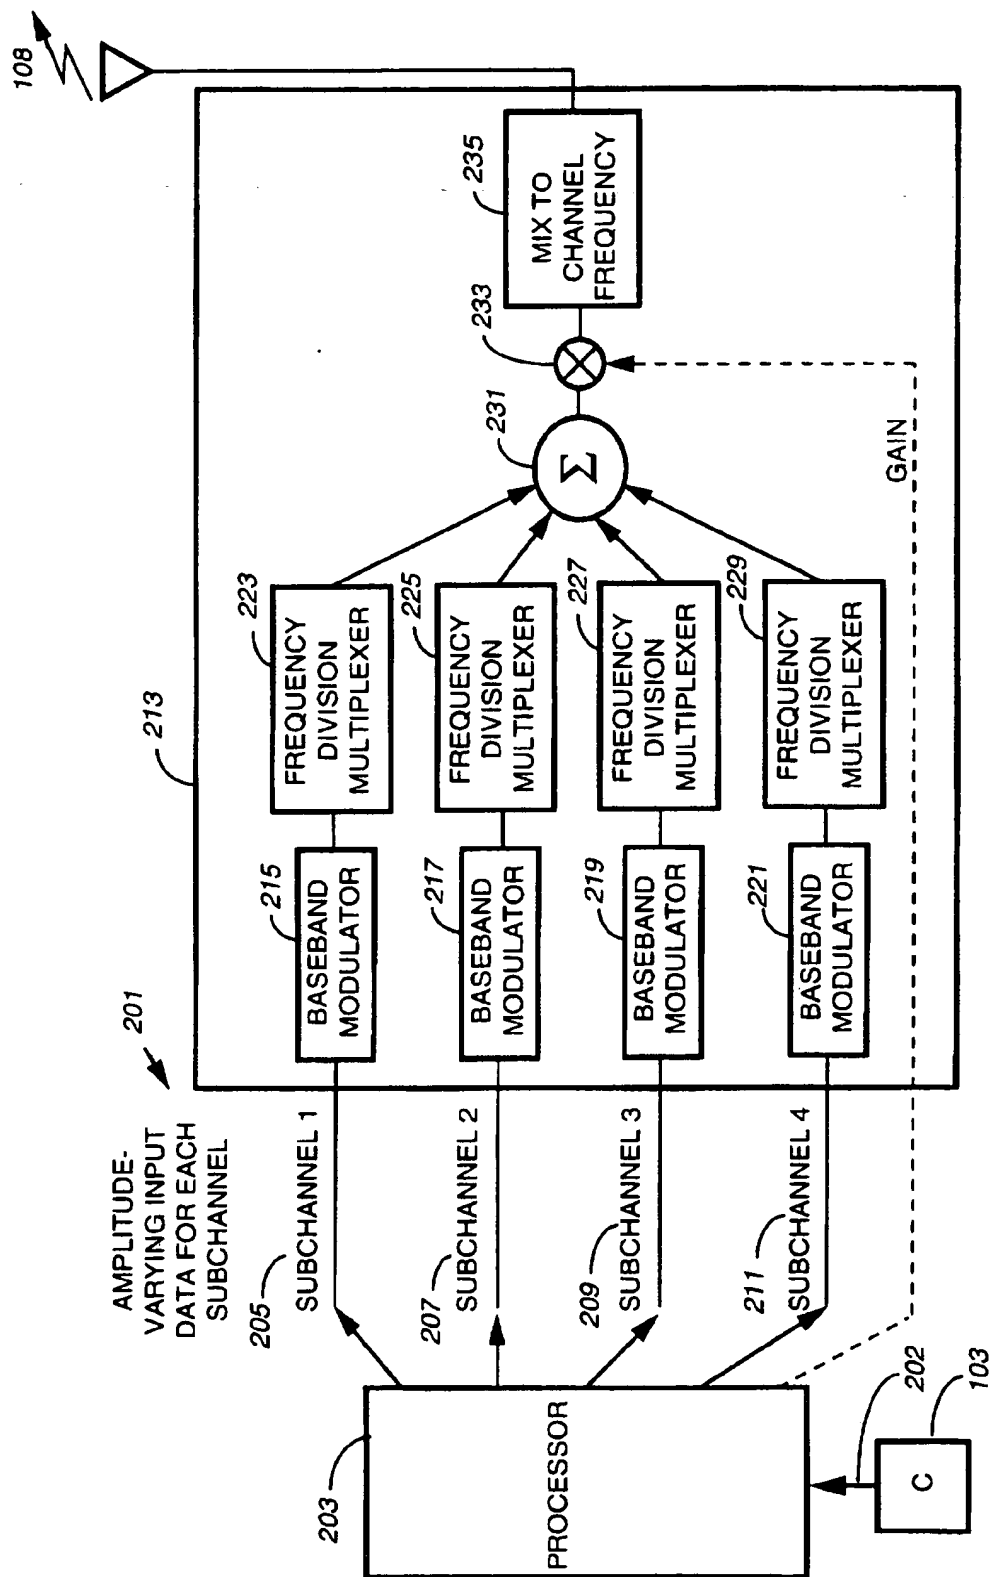 AMPLITUDE-
VARYING INPUT
DATA FOR EACH
SUBCHANNEL
201
213
108
203
PROCESSOR
205
SUBCHANNEL 1
215
BASEBAND
MODULATOR
223
FREQUENCY
DIVISION
MULTIPLEXER
207
SUBCHANNEL 2
217
BASEBAND
MODULATOR
225
FREQUENCY
DIVISION
MULTIPLEXER
209
SUBCHANNEL 3
219
BASEBAND
MODULATOR
227
FREQUENCY
DIVISION
MULTIPLEXER
211
SUBCHANNEL 4
221
BASEBAND
MODULATOR
229
FREQUENCY
DIVISION
MULTIPLEXER
231
Σ
233
235
MIX TO
CHANNEL
FREQUENCY
GAIN
202
103
C